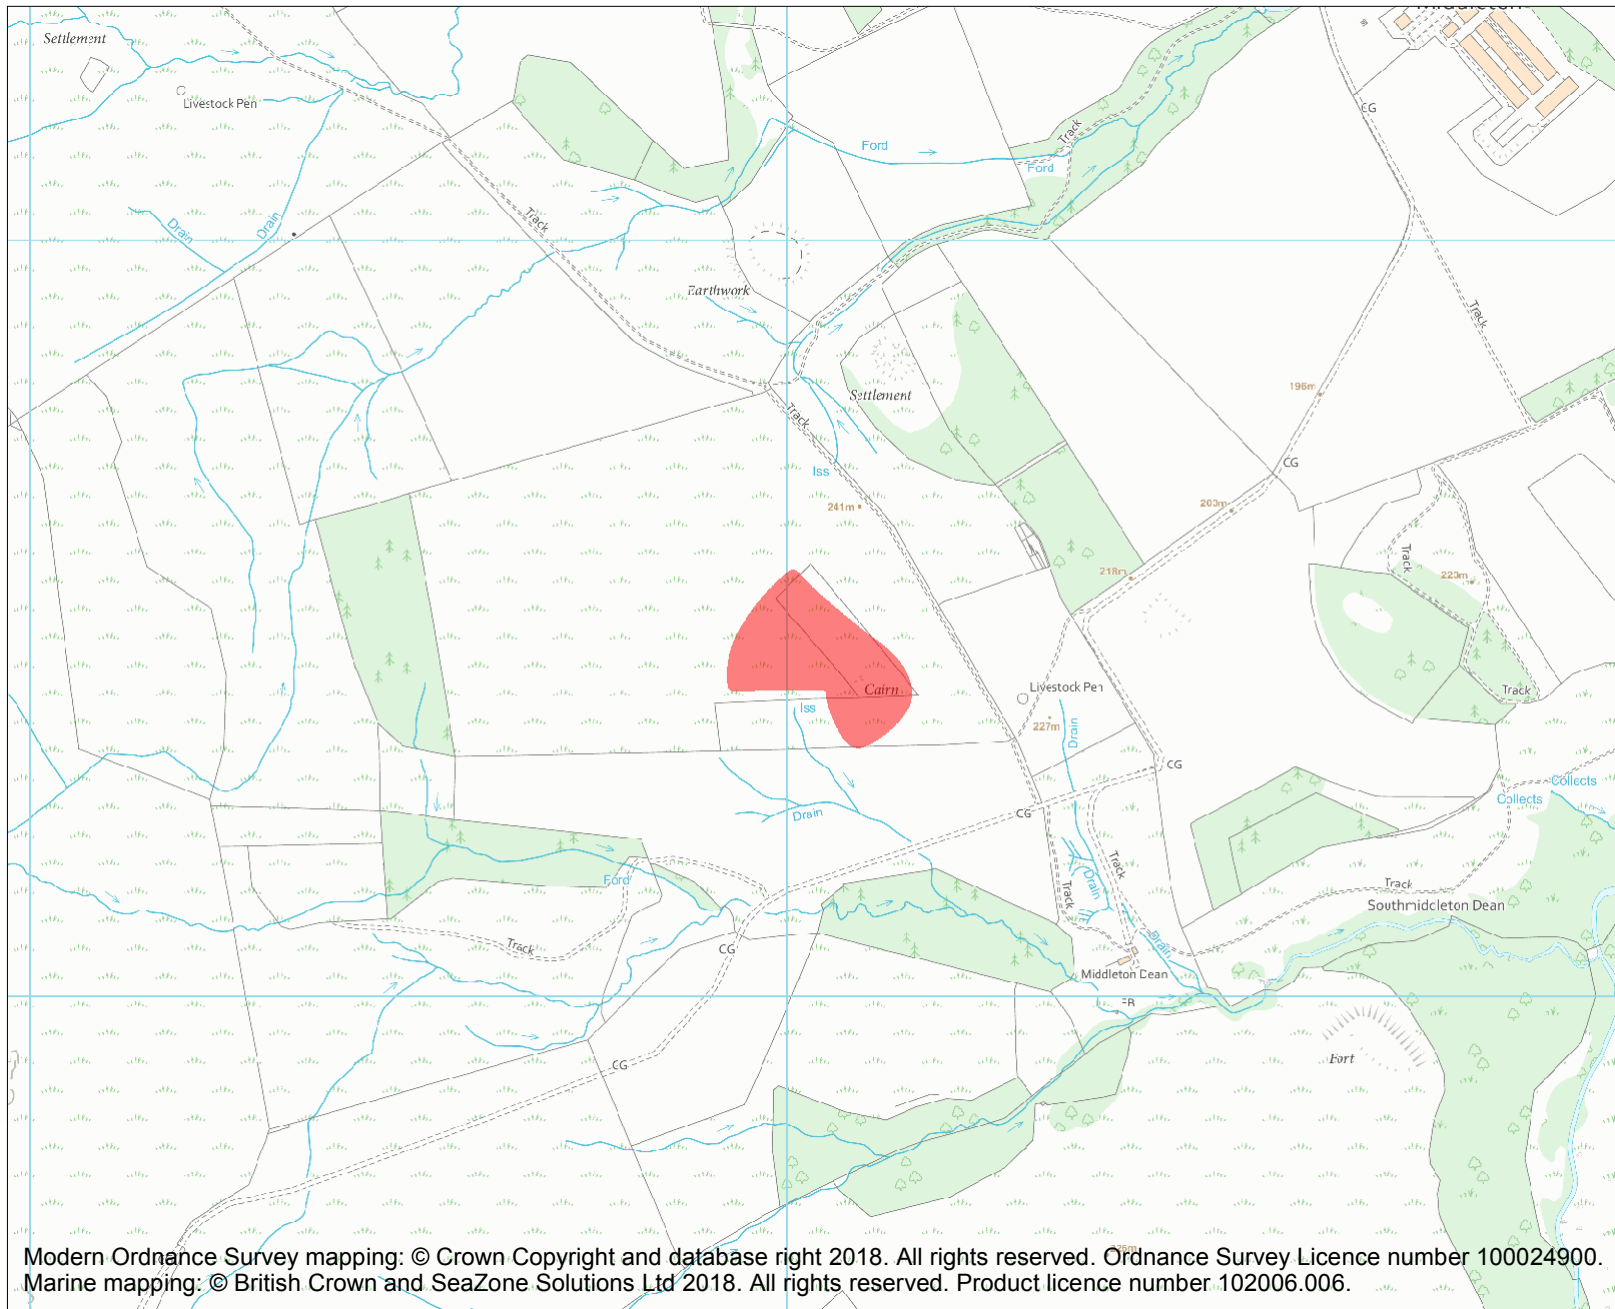 Middleton
Settlement
Livestock Pen
CG
Track
Ford
Ford
Drain
Drain
Track
Earthwork
Track
196m
Settlement
Track
Iss
CG
241m
203m
Track
218m
223m
Cairn
Livestock Pen
Track
Iss
227m
Drain
CG
Collects
Collects
Drain
CG
Track
Ford
Drain
Track
Track
Southmidcleton Dean
Track
CG
Drain
Middleton Dean
FB
Fort
CG
Modern Ordnance Survey mapping: © Crown Copyright and database right 2018. All rights reserved. Ordnance Survey Licence number 100024900.
Marine mapping: © British Crown and SeaZone Solutions Ltd 2018. All rights reserved. Product licence number 102006.006.